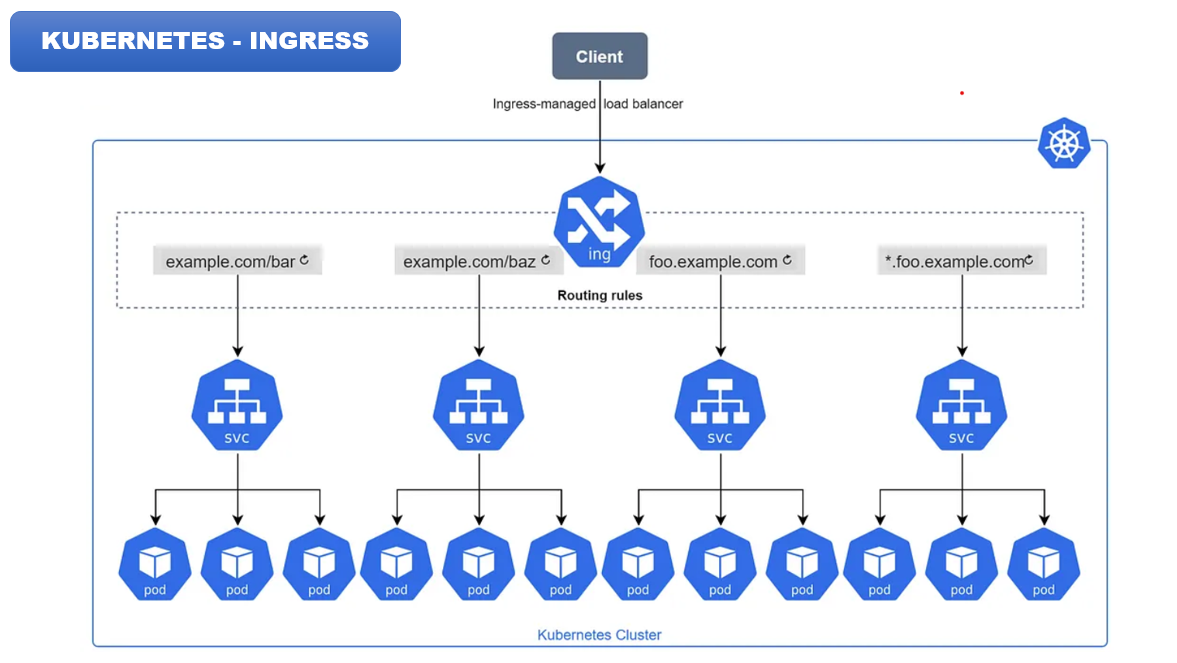 KUBERNETES - INGRESS
Client
Ingress-managed load balancer
ing
example.com/bar
example.com/baz
foo.example.com
*.foo.example.com
Routing rules
svc
svc
svc
svc
pod
pod
pod
pod
pod
pod
pod
pod
pod
pod
pod
pod
Kubernetes Cluster